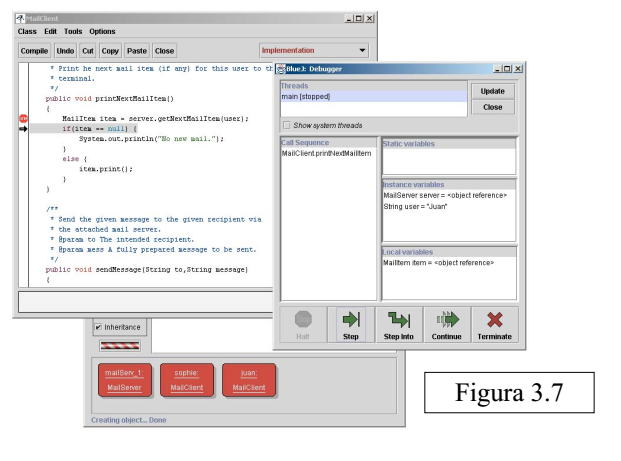 MailClient
Class Edit Tools Options
Compile Undo Cut Copy Paste Close Implementation
* Print he next mail item (if any) for this user to th
* terminal.
*/
public void printNextMailItem()
{
MailItem item = server.getNextMailItem(user);
if(item == null) {
System.out.println("No new mail.");
}
else {
item.print();
}
}
/**
* Send the given message to the given recipient via
* the attached mail server.
* @param to The intended recipient.
* @param mess A fully prepared message to be sent.
*/
public void sendMessage(String to,String message)
{
BlueJ: Debugger
Threads
main [stopped]
Update
Close
Show system threads
Call Sequence
MailClient.printNextMailItem
Static variables
Instance variables
MailServer server = <object reference>
String user = "Juan"
Local variables
MailItem item = <object reference>
Halt Step Step Into Continue Terminate
Inheritance
mailServ_1:
MailServer
sophie:
MailClient
juan:
MailClient
Creating object... Done
Figura 3.7